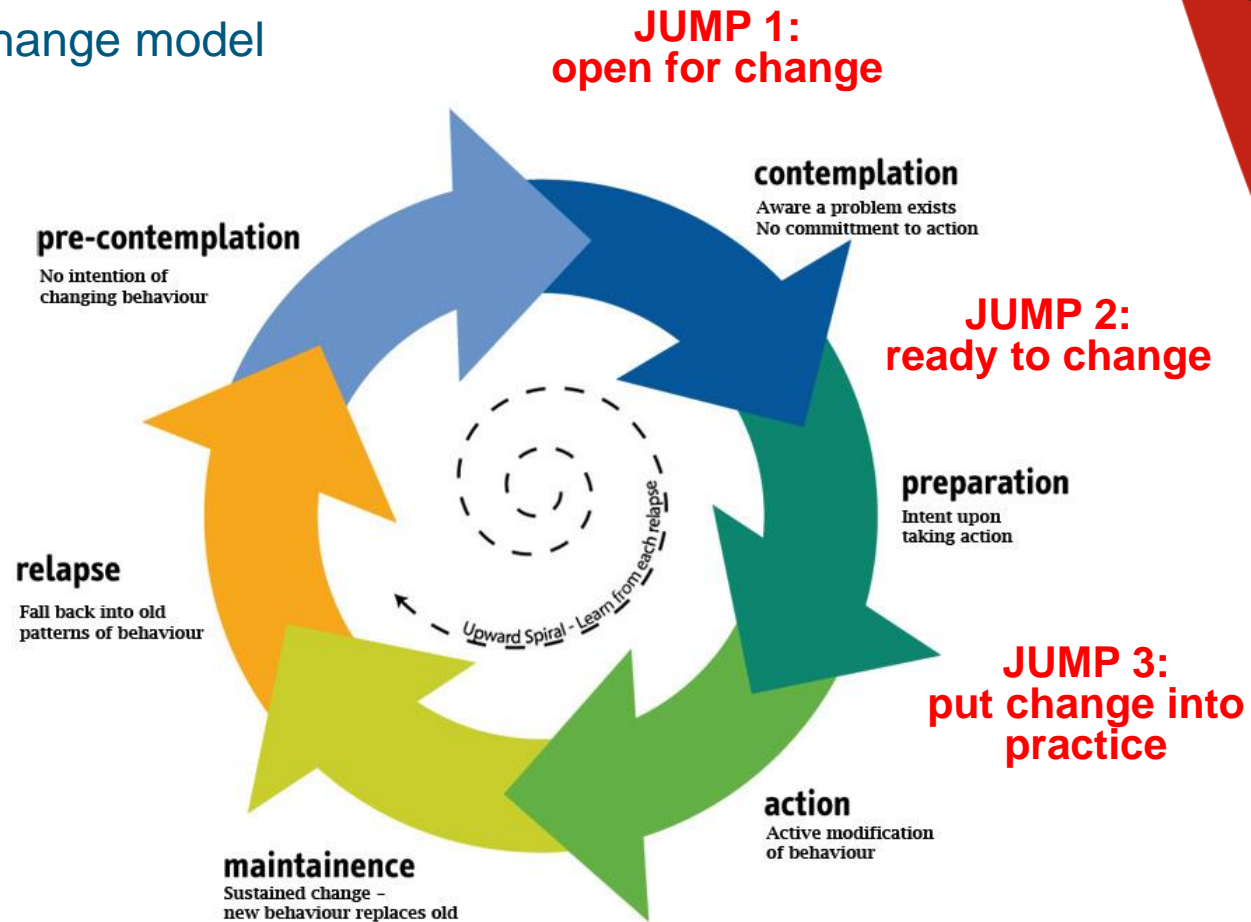 hange model
JUMP 1:
open for change
contemplation
Aware a problem exists
No committment to action
pre-contemplation
No intention of
changing behaviour
JUMP 2:
ready to change
preparation
Intent upon
taking action
relapse
Fall back into old
patterns of behaviour
Upward Spiral - Learn from each relapse
JUMP 3:
put change into
practice
action
Active modification
of behaviour
maintainence
Sustained change –
new behaviour replaces old